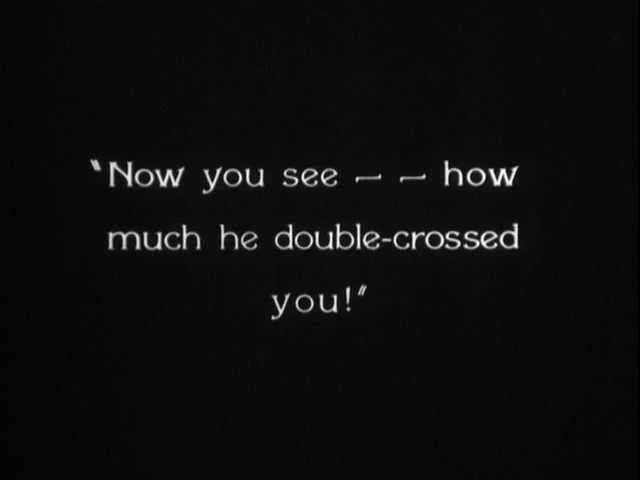 "Now you see — — how
much he double-crossed
you!"